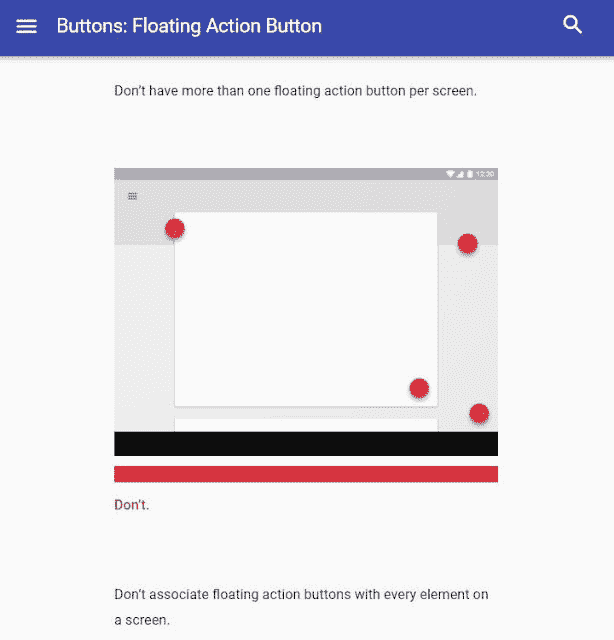 Buttons: Floating Action Button
Don't have more than one floating action button per screen.
12:30
Don't.
Don't associate floating action buttons with every element on
a screen.